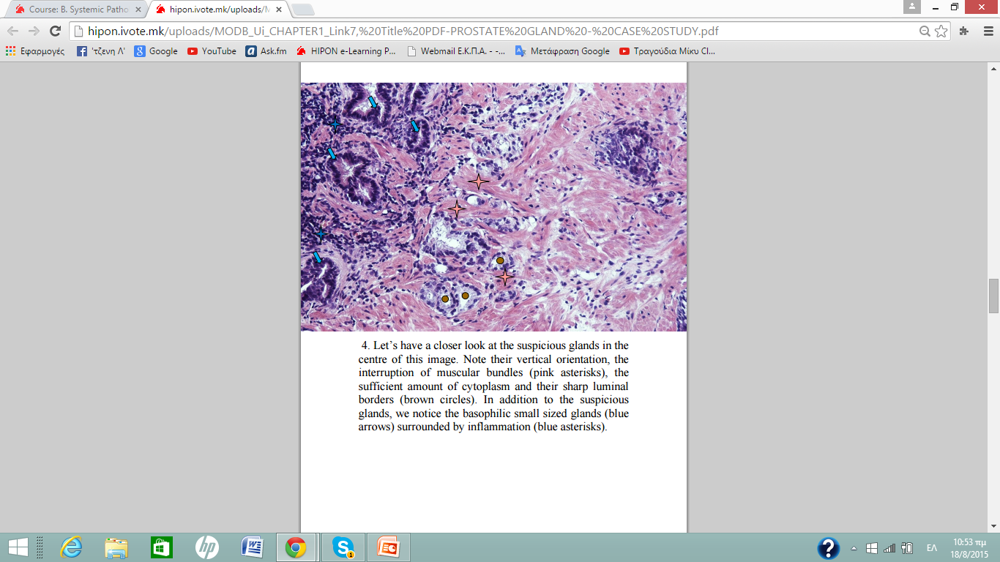 Course: B. Systemic Patho
hipon.ivote.mk/uploads/M
hipon.ivote.mk/uploads/MODB_Ui_CHAPTER1_Link7,%20Title%20PDF-PROSTATE%20GLAND%20-%20CASE%20STUDY.pdf
Εφαρμογές
'τζενη Λ'
Google
YouTube
Ask.fm
HIPON e-Learning P...
Webmail Ε.Κ.Π.Α. - -...
Μετάφραση Google
Τραγούδια Μίκυ Cl...
4. Let's have a closer look at the suspicious glands in the
centre of this image. Note their vertical orientation, the
interruption of muscular bundles (pink asterisks), the
sufficient amount of cytoplasm and their sharp luminal
borders (brown circles). In addition to the suspicious
glands, we notice the basophilic small sized glands (blue
arrows) surrounded by inflammation (blue asterisks).
ΕΛ
10:53 πμ
18/8/2015